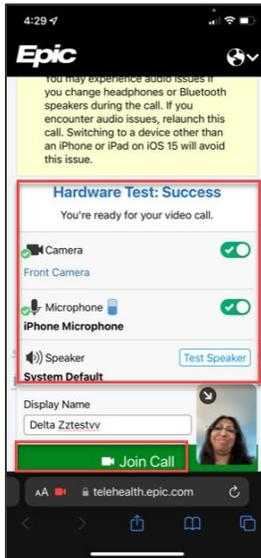 4:29
Epic
You may experience audio issues if
you change headphones or Bluetooth
speakers during the call. If you
encounter audio issues, relaunch this
call. Switching to a device other than
an iPhone or iPad on iOS 15 will avoid
this issue.
Hardware Test: Success
You're ready for your video call.
Camera
Front Camera
Microphone
iPhone Microphone
Speaker
Test Speaker
System Default
Display Name
Delta Zztestvv
Join Call
AA
telehealth.epic.com